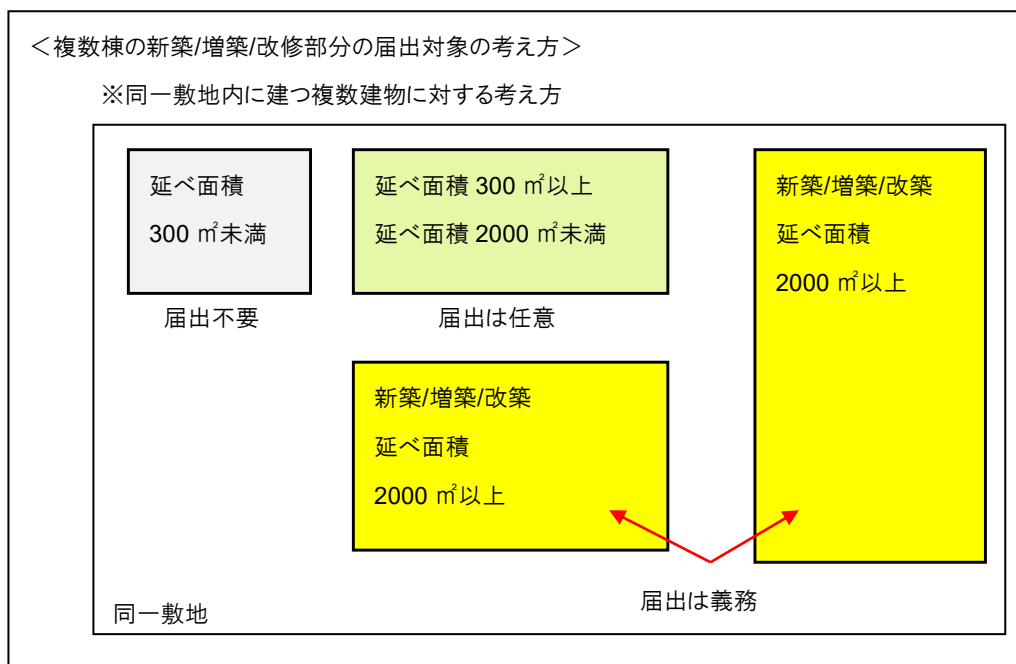 ＜複数棟の新築/増築/改修部分の届出対象の考え方＞
※同一敷地内に建つ複数建物に対する考え方
延べ面積
300 ㎡未満
届出不要
延べ面積 300 ㎡以上
延べ面積 2000 ㎡未満
届出は任意
新築/増築/改築
延べ面積
2000 ㎡以上
新築/増築/改築
延べ面積
2000 ㎡以上
届出は義務
同一敷地